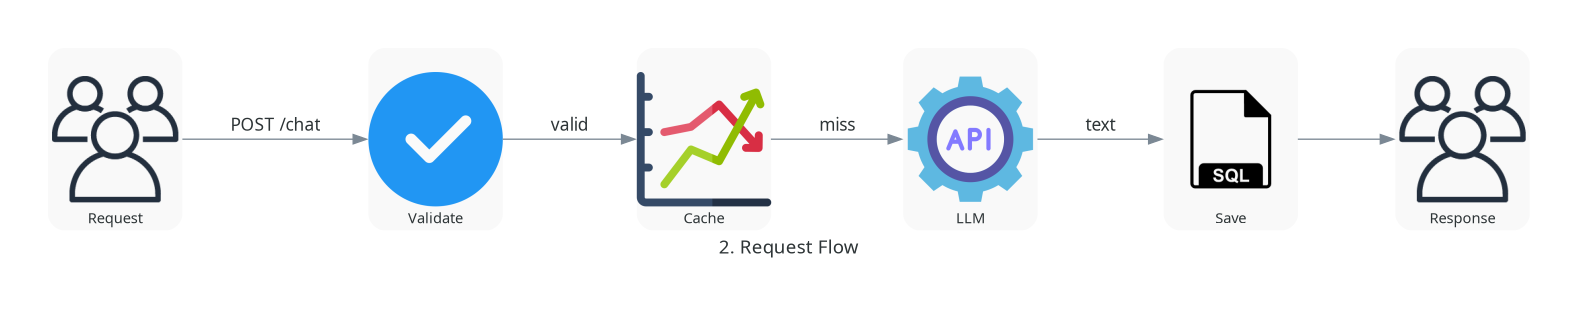 POST /chat
valid
miss
API
text
SQL
Request
Validate
Cache
LLM
Save
Response
2. Request Flow